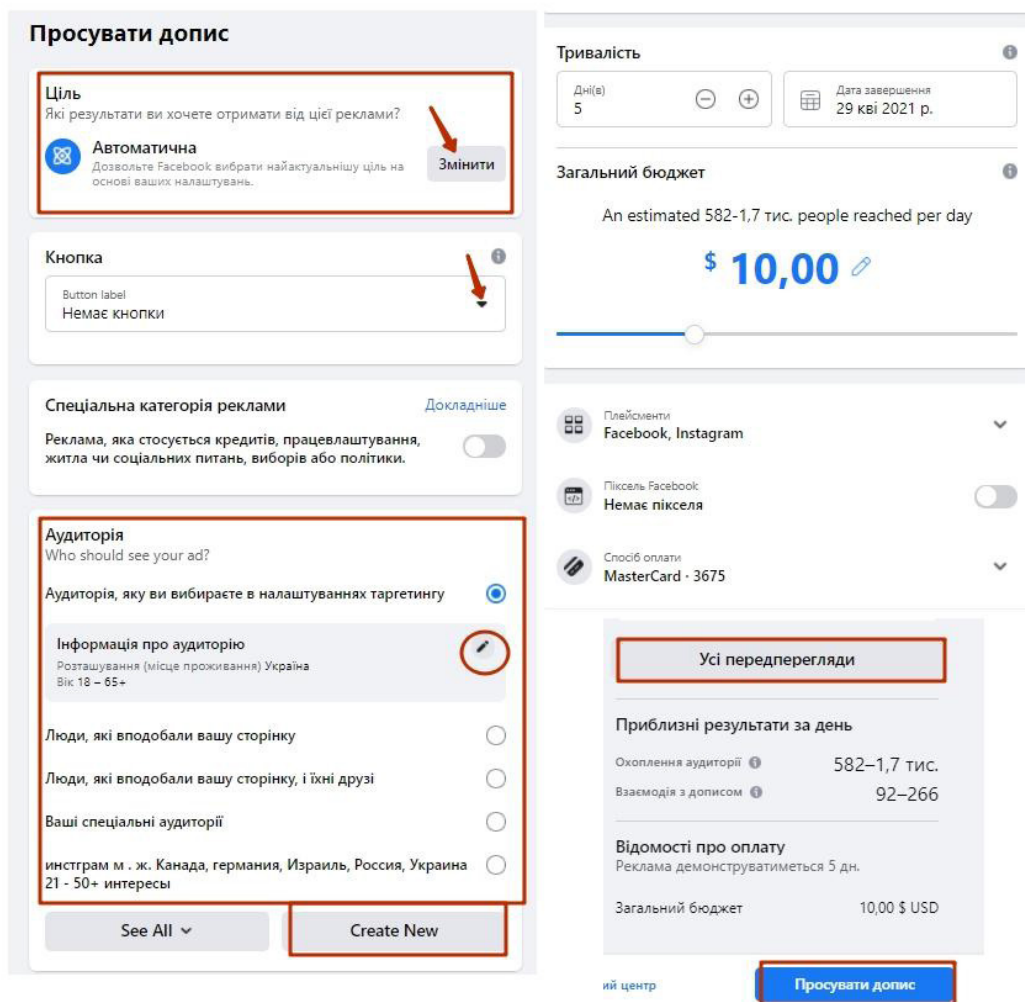 Просувати допис
Ціль
Які результати ви хочете отримати від цієї реклами?
Автоматична
Дозвольте Facebook вибрати найактуальнішу ціль на
основі ваших налаштувань.
Змінити
Кнопка
Button label
Немає кнопки
Спеціальна категорія реклами
Докладніше
Реклама, яка стосується кредитів, працевлаштування,
житла чи соціальних питань, виборів або політики.
Аудиторія
Who should see your ad?
Аудиторія, яку ви вибираєте в налаштуваннях таргетингу
Інформація про аудиторію
Розташування (місце проживання) Україна
Вік 18 – 65+
Люди, які вподобали вашу сторінку
Люди, які вподобали вашу сторінку, і їхні друзі
Ваші спеціальні аудиторії
инстграм м . ж. Канада, германия, Израиль, Россия, Украина
21 - 50+ интересы
See All
Create New
Тривалість
Дні(в)
5
Дата завершення
29 кві 2021 р.
Загальний бюджет
An estimated 582-1,7 тис. people reached per day
$ 10,00
Плейсменти
Facebook, Instagram
Піксель Facebook
Немає пікселя
Спосіб оплати
MasterCard · 3675
Усі передперегляди
Приблизні результати за день
Охоплення аудиторії
582–1,7 тис.
Взаємодія з дописом
92–266
Відомості про оплату
Реклама демонструватиметься 5 дн.
Загальний бюджет
10,00 $ USD
ий центр
Просувати допис